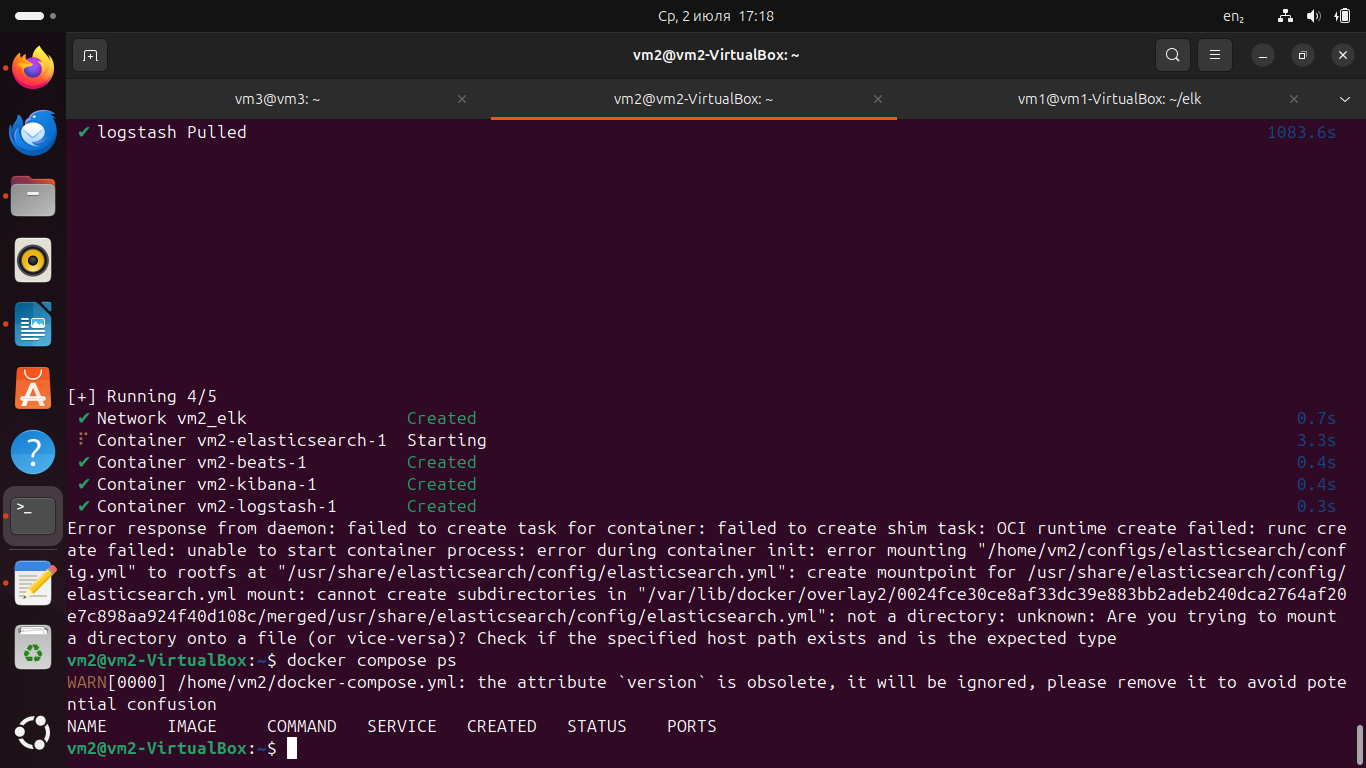 Ср, 2 июля 17:18
en₂
vm2@vm2-VirtualBox: ~
vm3@vm3: ~
vm2@vm2-VirtualBox: ~
vm1@vm1-VirtualBox: ~/elk
✔ logstash Pulled 1083.6s
[+] Running 4/5
✔ Network vm2_elk Created 0.7s
⠏ Container vm2-elasticsearch-1 Starting 3.3s
✔ Container vm2-beats-1 Created 0.4s
✔ Container vm2-kibana-1 Created 0.4s
✔ Container vm2-logstash-1 Created 0.3s
Error response from daemon: failed to create task for container: failed to create shim task: OCI runtime create failed: runc cre
ate failed: unable to start container process: error during container init: error mounting "/home/vm2/configs/elasticsearch/conf
ig.yml" to rootfs at "/usr/share/elasticsearch/config/elasticsearch.yml": create mountpoint for /usr/share/elasticsearch/config/
elasticsearch.yml mount: cannot create subdirectories in "/var/lib/docker/overlay2/0024fce30ce8af33dc39e883bb2adeb240dca2764af20
e7c898aa924f40d108c/merged/usr/share/elasticsearch/config/elasticsearch.yml": not a directory: unknown: Are you trying to mount
a directory onto a file (or vice-versa)? Check if the specified host path exists and is the expected type
vm2@vm2-VirtualBox:~$ docker compose ps
WARN[0000] /home/vm2/docker-compose.yml: the attribute `version` is obsolete, it will be ignored, please remove it to avoid pote
ntial confusion
NAME IMAGE COMMAND SERVICE CREATED STATUS PORTS
vm2@vm2-VirtualBox:~$